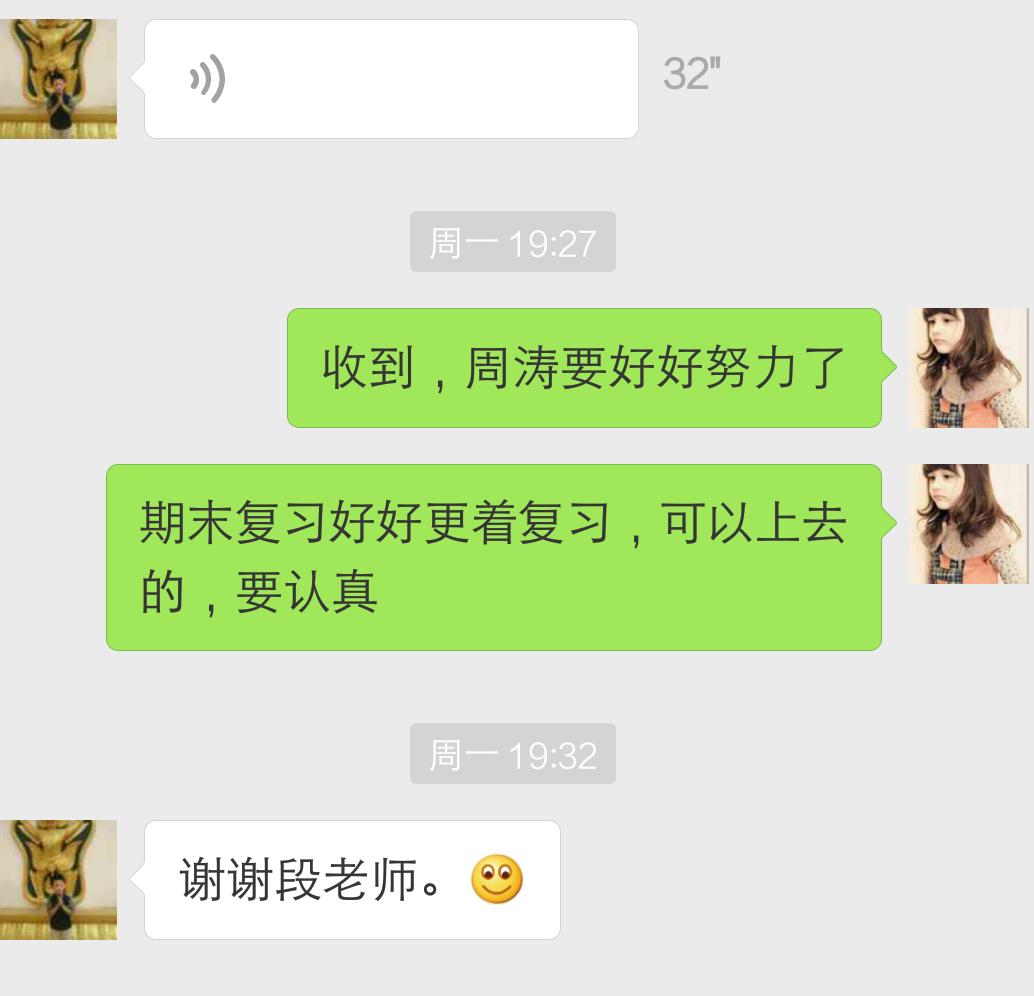 32"
周一 19:27
收到，周涛要好好努力了
期末复习好好更着复习，可以上去
的，要认真
周一 19:32
谢谢段老师。